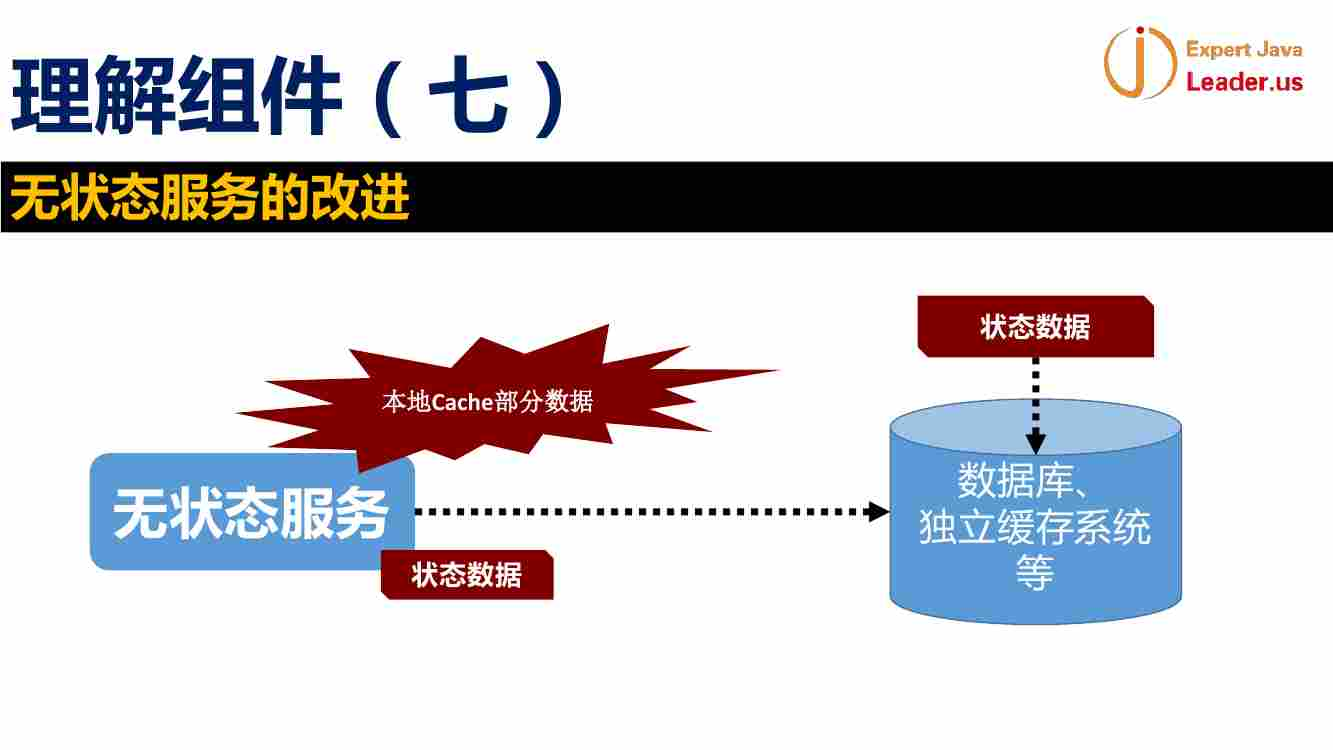 理解组件（七）
Expert Java
Leader.us
无状态服务的改进
状态数据
本地Cache部分数据
数据库、
独立缓存系统
等
无状态服务
状态数据